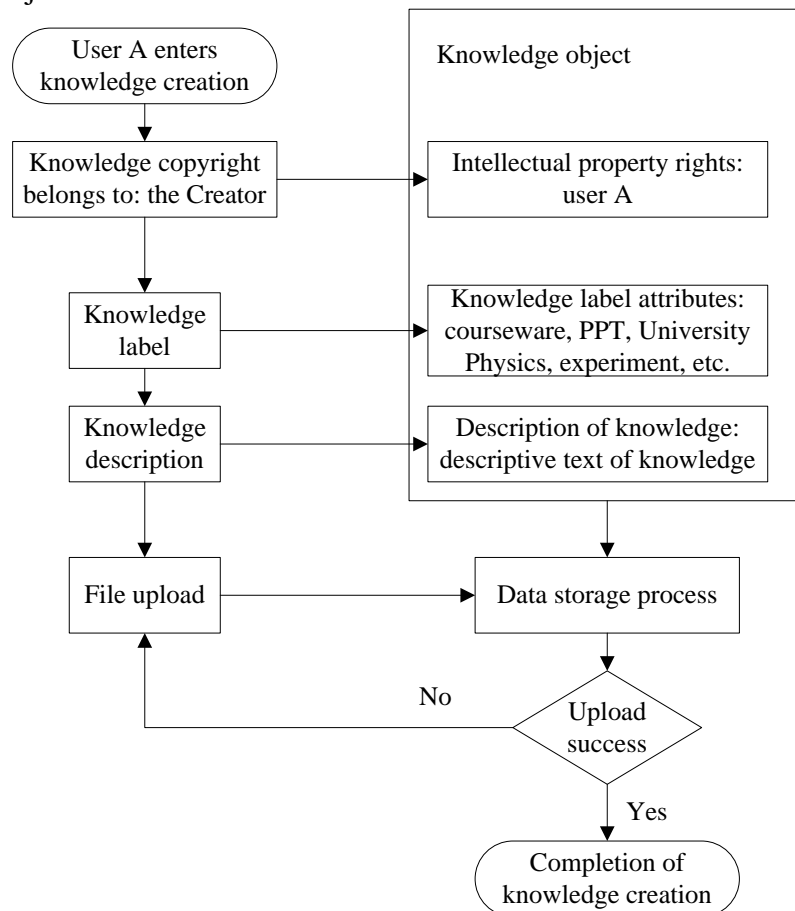 User A enters
knowledge creation
Knowledge object
Knowledge copyright
belongs to: the Creator
Intellectual property rights:
user A
Knowledge
label
Knowledge label attributes:
courseware, PPT, University
Physics, experiment, etc.
Knowledge
description
Description of knowledge:
descriptive text of knowledge
File upload
Data storage process
No
Upload
success
Yes
Completion of
knowledge creation